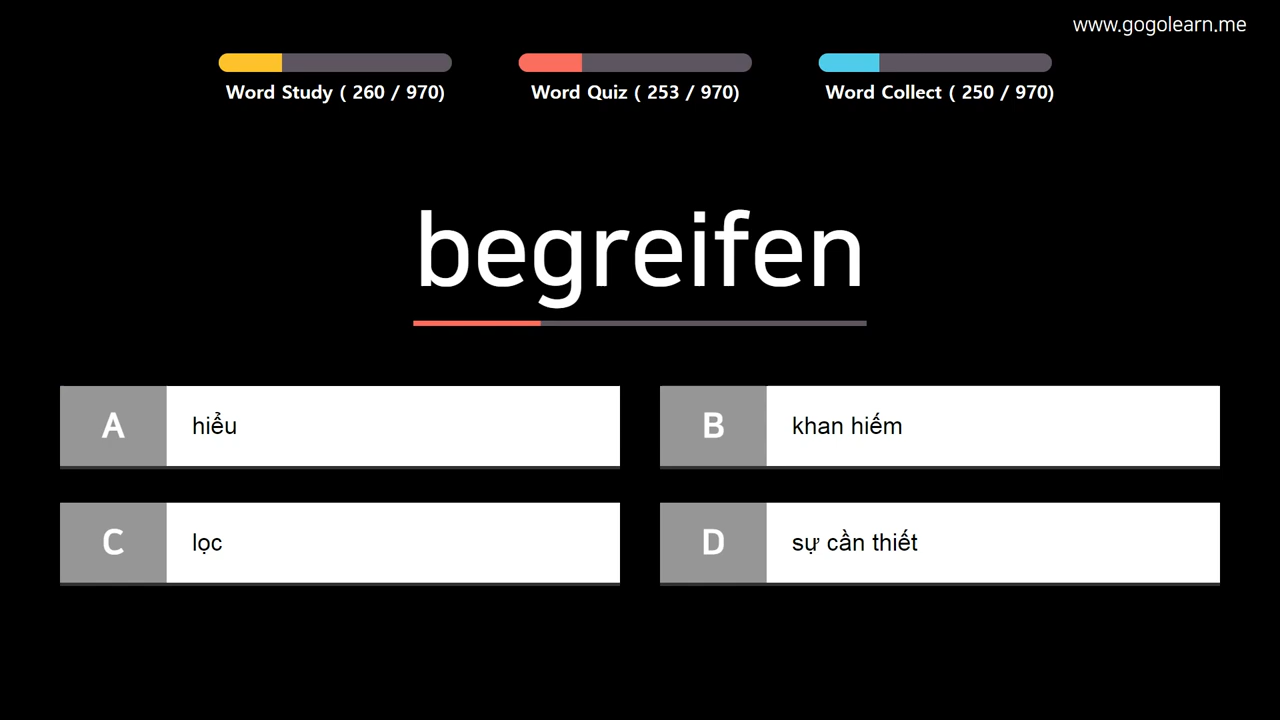 www.gogolearn.me
Word Study ( 260 / 970)
Word Quiz ( 253 / 970)
Word Collect ( 250 / 970)
begreifen
A hiểu
B khan hiếm
C lọc
D sự cần thiết